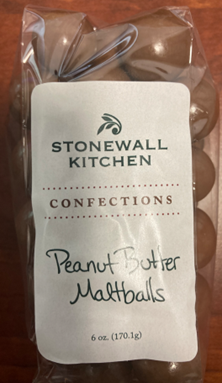 STONEWALL
KITCHEN
CONFECTIONS
Peanut Butter
Maltballs
6 oz. (170.1g)